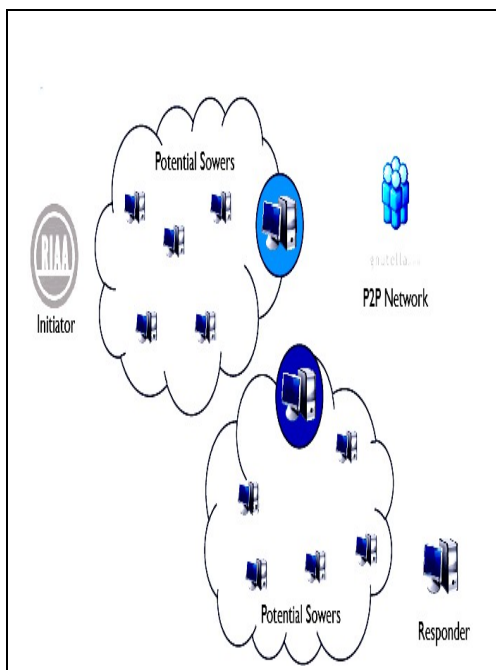 Potential Sowers
RIAA
Initiator
P2P Network
Potential Sowers
Responder